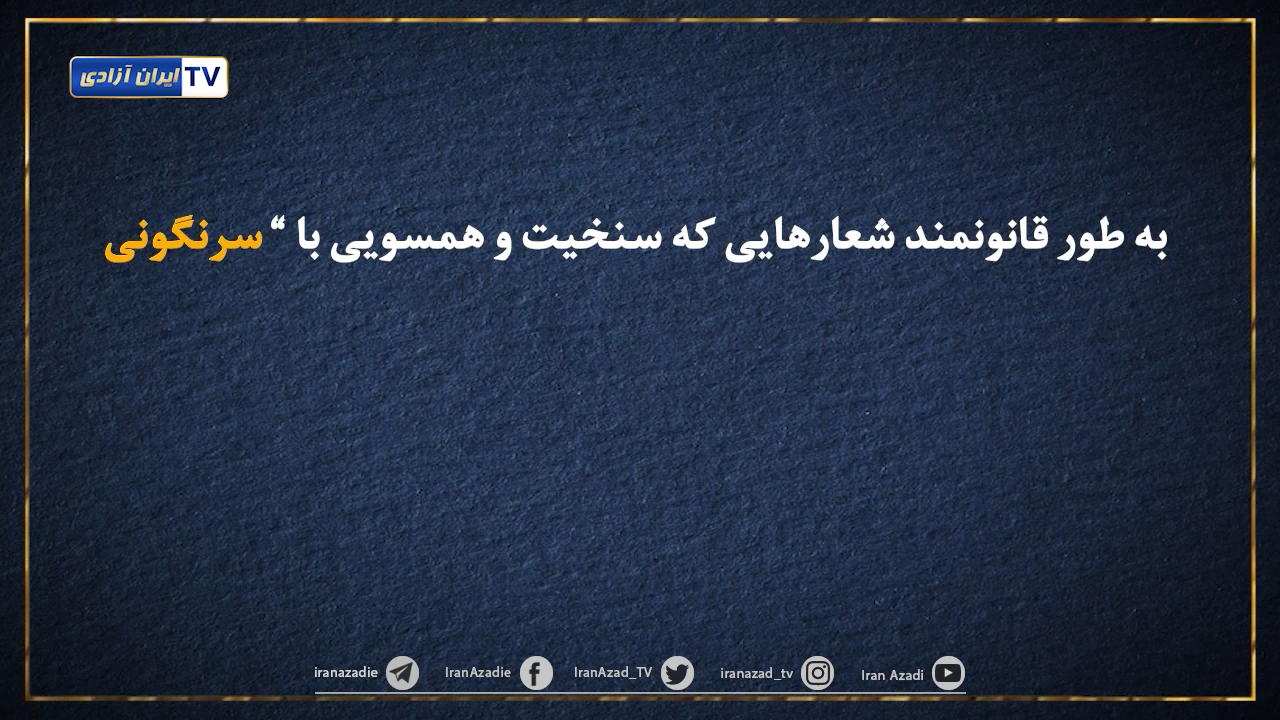 ایران آزادی TV
به طور قانونمند شعارهایی که سنخیت و همسویی با “ سرنگونی
iranazadie IranAzadie IranAzad_TV iranazad_tv Iran Azadi